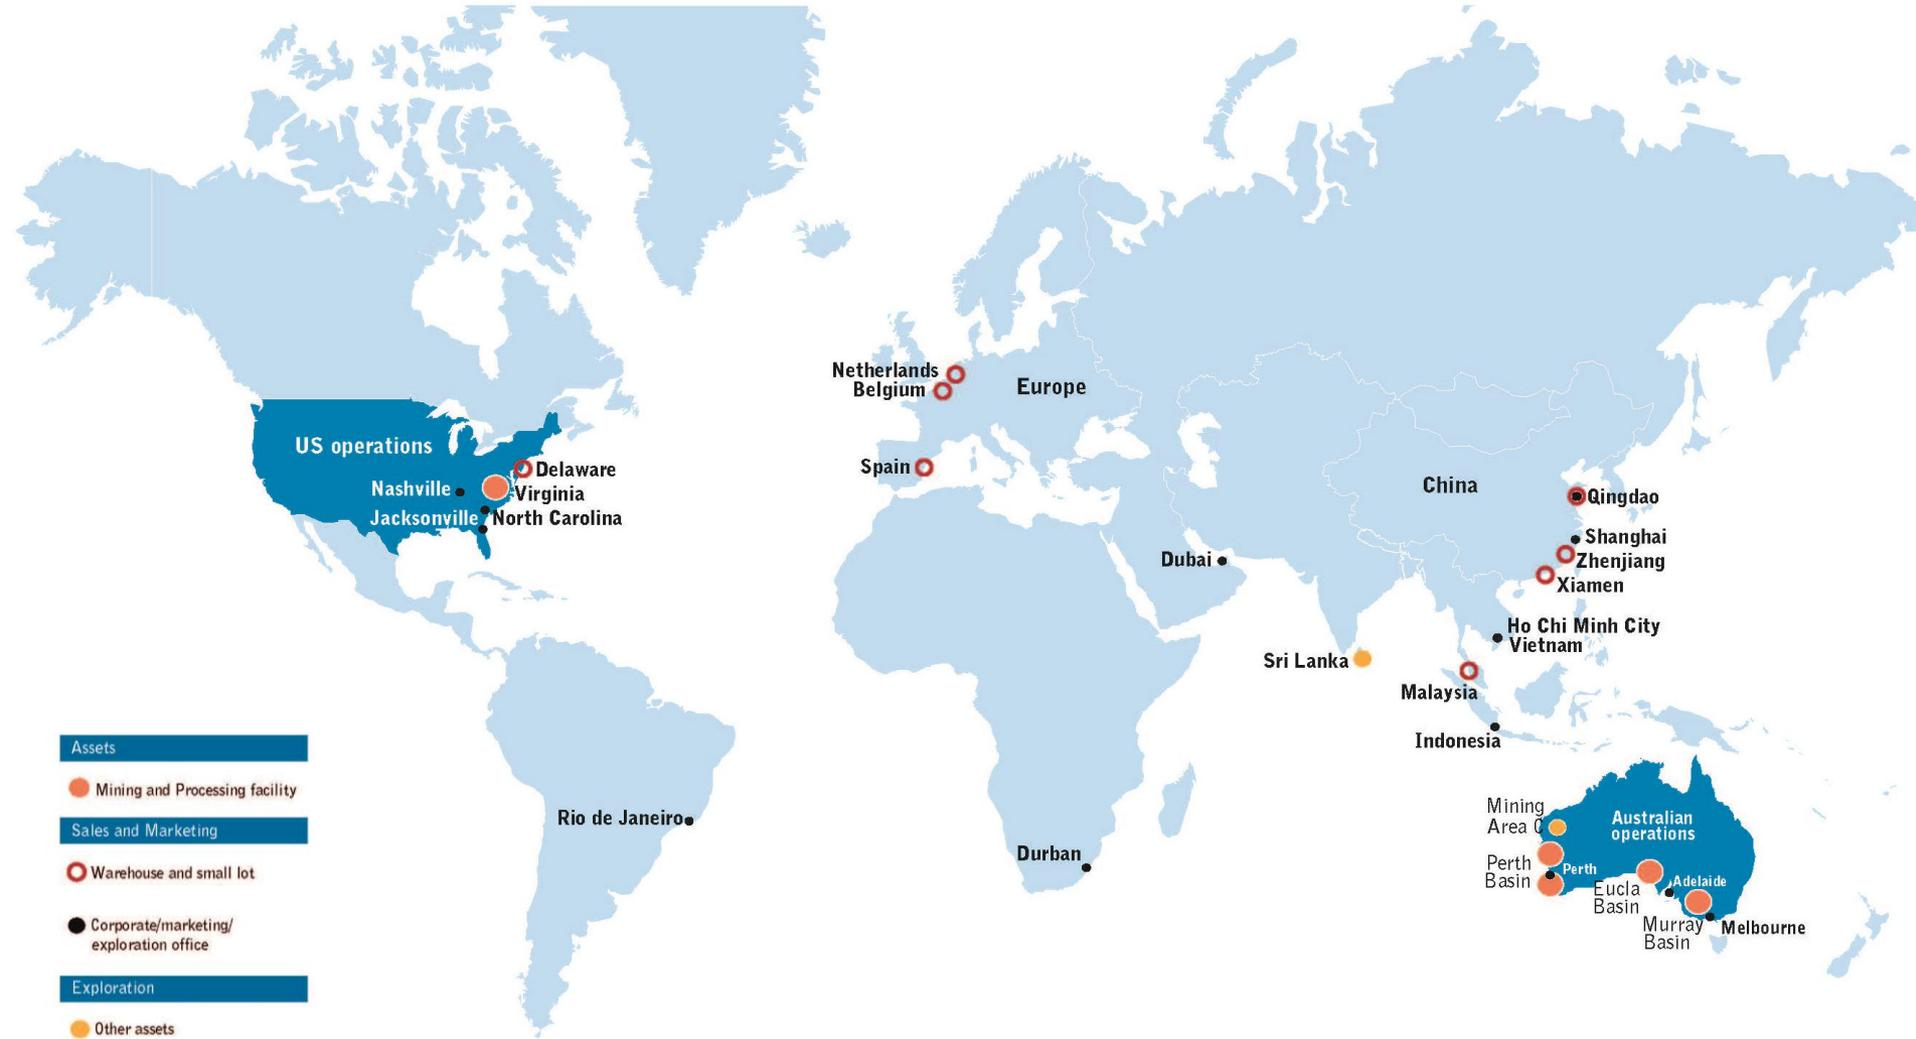 Netherlands
Belgium
Europe
US operations
Spain
Delaware
Nashville
Virginia
China
Qingdao
Jacksonville
North Carolina
Shanghai
Dubai
Zhenjiang
Xiamen
Ho Chi Minh City
Vietnam
Sri Lanka
Malaysia
Indonesia
Assets
Mining and Processing facility
Sales and Marketing
Warehouse and small lot
Corporate/marketing/
exploration office
Exploration
Other assets
Rio de Janeiro
Durban
Mining
Area C
Australian
operations
Perth
Basin
Perth
Eucla
Basin
Adelaide
Murray
Basin
Melbourne